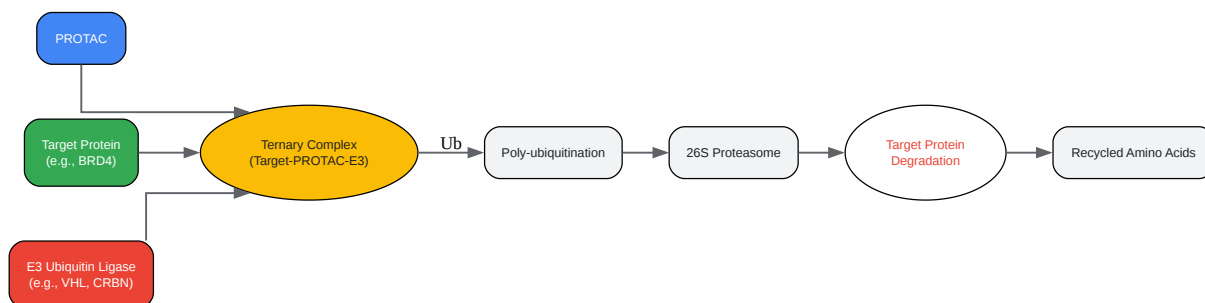 PROTAC
Target Protein
(e.g., BRD4)
E3 Ubiquitin Ligase
(e.g., VHL, CRBN)
Ternary Complex
(Target-PROTAC-E3)
Ub
Poly-ubiquitination
26S Proteasome
Target Protein
Degradation
Recycled Amino Acids